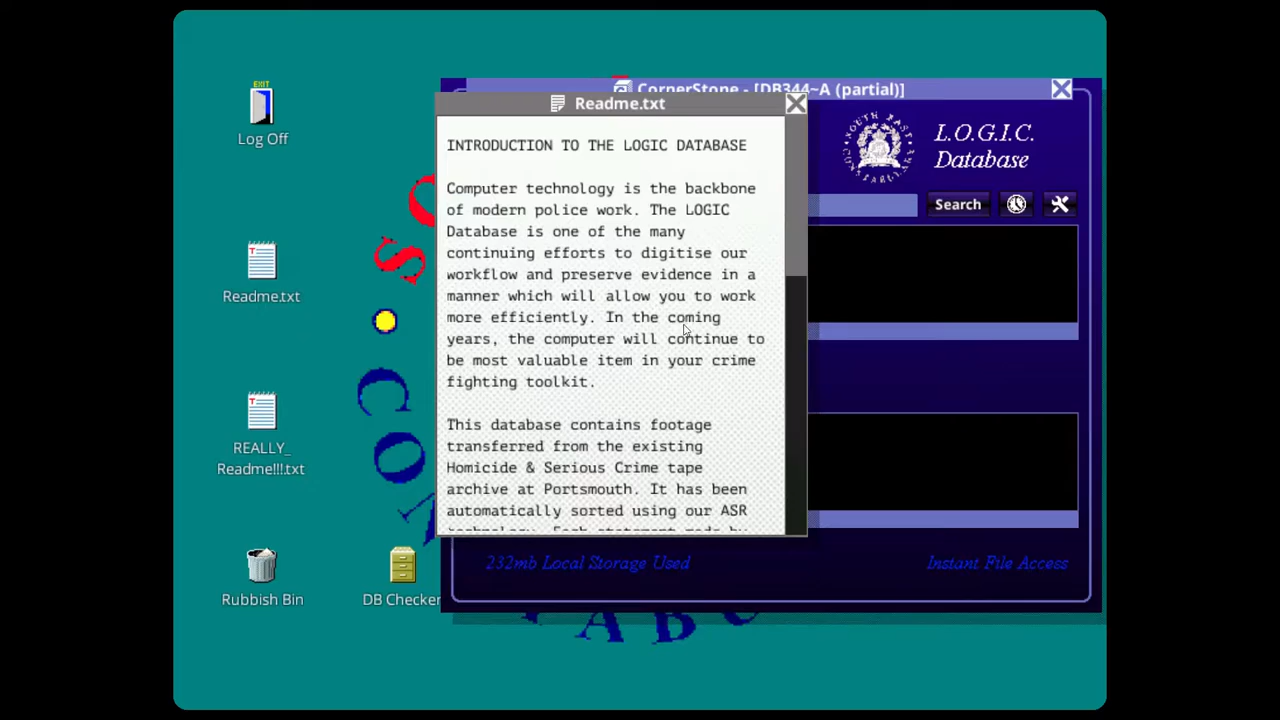 EXIT
Log Off
Readme.txt
REALLY_
Readme!!!.txt
Rubbish Bin
DB Checker
CornerStone - [DB344~A (partial)]
SOUTH EAST
CONSTABULARY
L.O.G.I.C.
Database
Search
232mb Local Storage Used
Instant File Access
Readme.txt
INTRODUCTION TO THE LOGIC DATABASE
Computer technology is the backbone
of modern police work. The LOGIC
Database is one of the many
continuing efforts to digitise our
workflow and preserve evidence in a
manner which will allow you to work
more efficiently. In the coming
years, the computer will continue to
be most valuable item in your crime
fighting toolkit.
This database contains footage
transferred from the existing
Homicide & Serious Crime tape
archive at Portsmouth. It has been
automatically sorted using our ASR